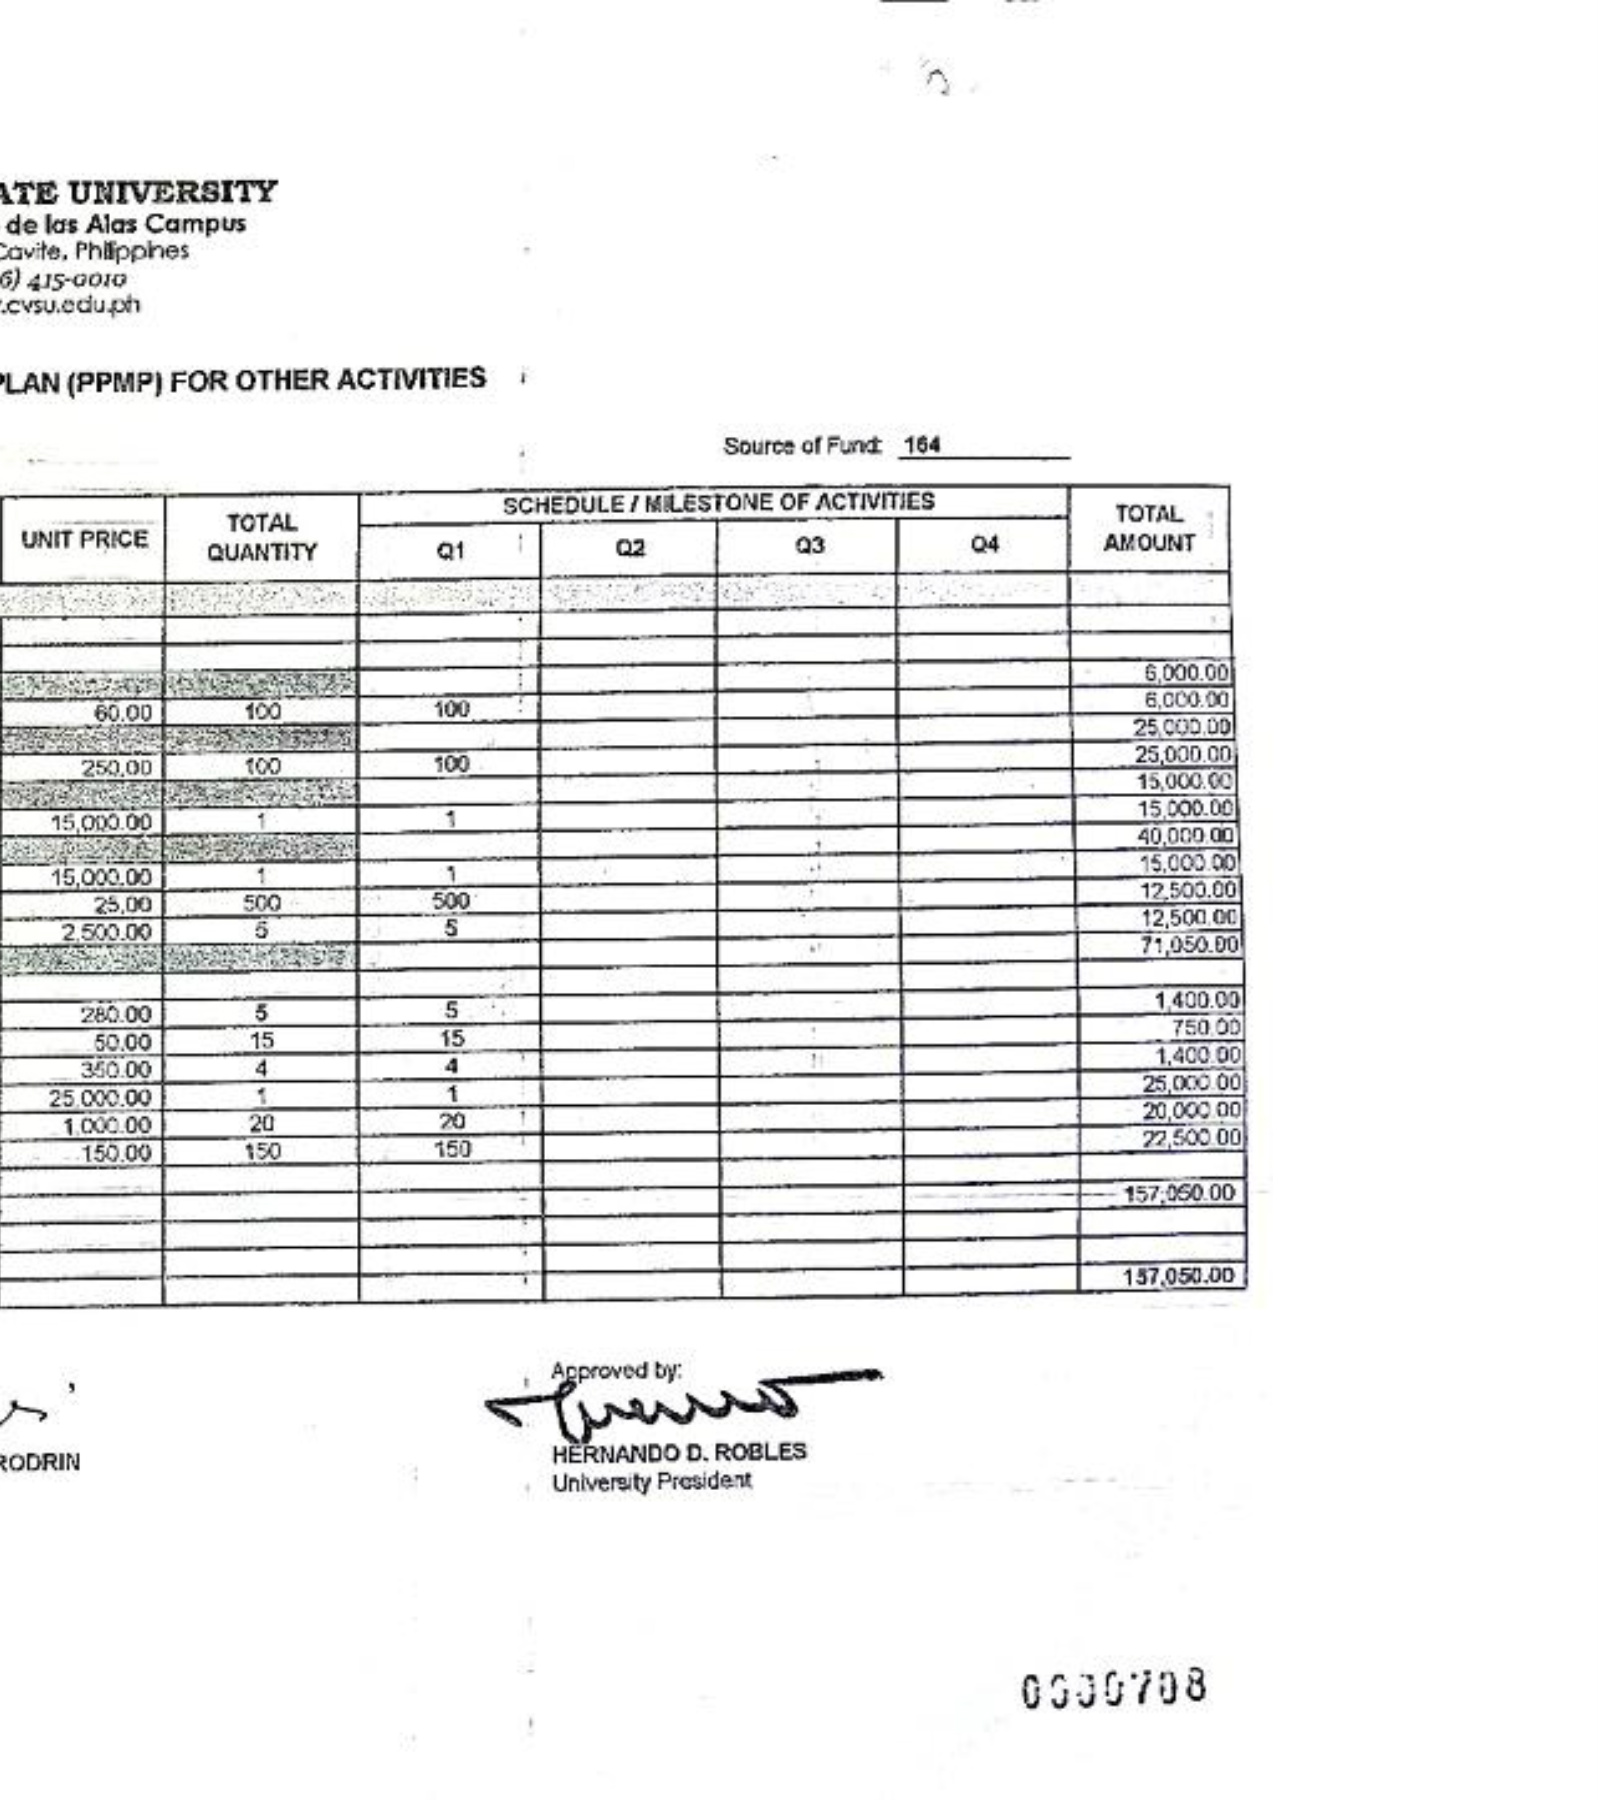 ATE UNIVERSITY
de las Alas Campus
Cavite, Philippines
6) 415-0010
.cvsu.edu.ph
PLAN (PPMP) FOR OTHER ACTIVITIES
Source of Fund: 164
UNIT PRICE TOTAL QUANTITY SCHEDULE / MILESTONE OF ACTIVITIES TOTAL AMOUNT
Q1 Q2 Q3 Q4
6,000.00
60.00 100 100 6,000.00
25,000.00
250.00 100 100 25,000.00
15,000.00
15,000.00 1 1 15,000.00
40,000.00
15,000.00 1 1 15,000.00
25.00 500 500 12,500.00
2,500.00 5 5 12,500.00
71,050.00
280.00 5 5 1,400.00
50.00 15 15 750.00
350.00 4 4 1,400.00
25,000.00 1 1 25,000.00
1,000.00 20 20 20,000.00
150.00 150 150 22,500.00
157,050.00
157,050.00
Approved by:
RODRIN
HERNANDO D. ROBLES
University President